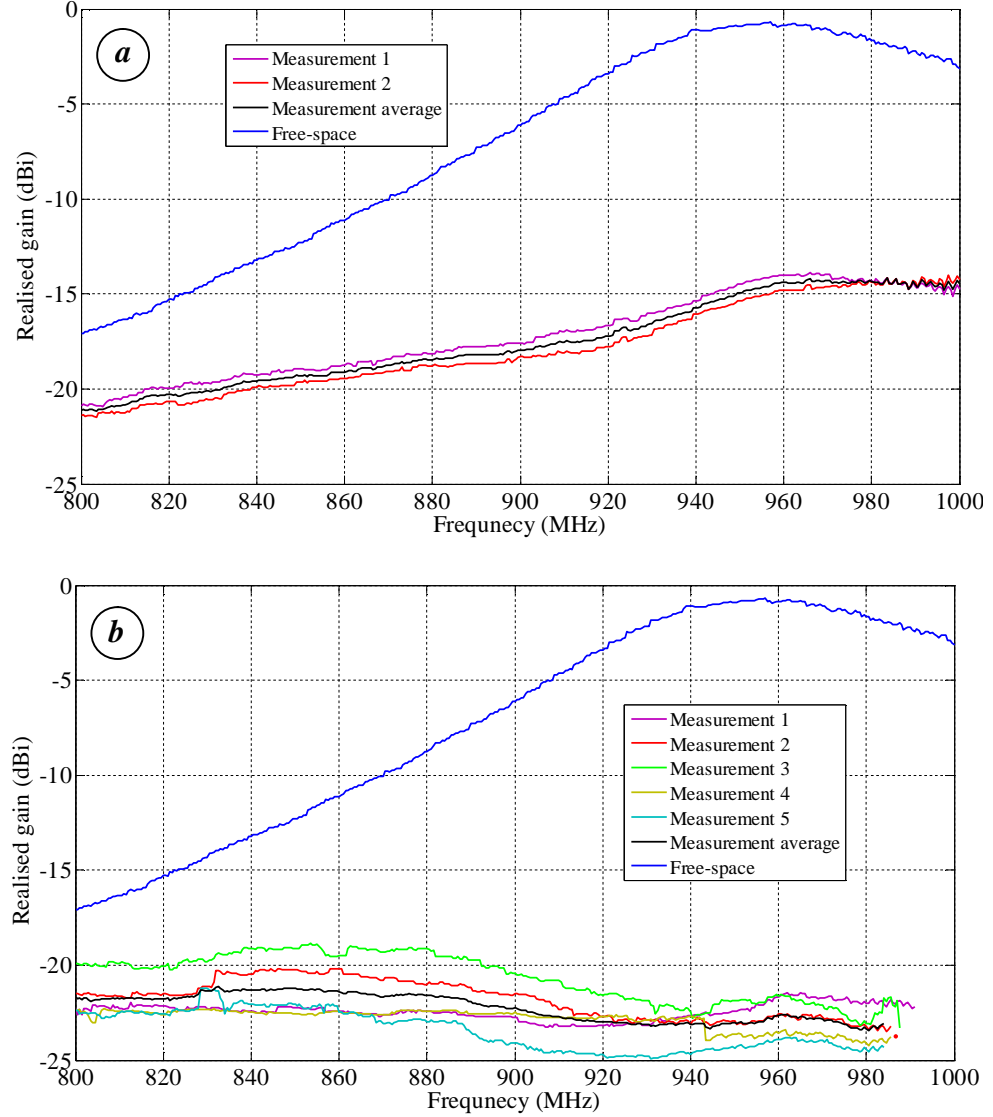 a
Measurement 1
Measurement 2
Measurement average
Free-space
0
-5
-10
-15
-20
-25
Realised gain (dBi)
800 820 840 860 880 900 920 940 960 980 1000
Frequnecy (MHz)
b
Measurement 1
Measurement 2
Measurement 3
Measurement 4
Measurement 5
Measurement average
Free-space
0
-5
-10
-15
-20
-25
Realised gain (dBi)
800 820 840 860 880 900 920 940 960 980 1000
Frequnecy (MHz)